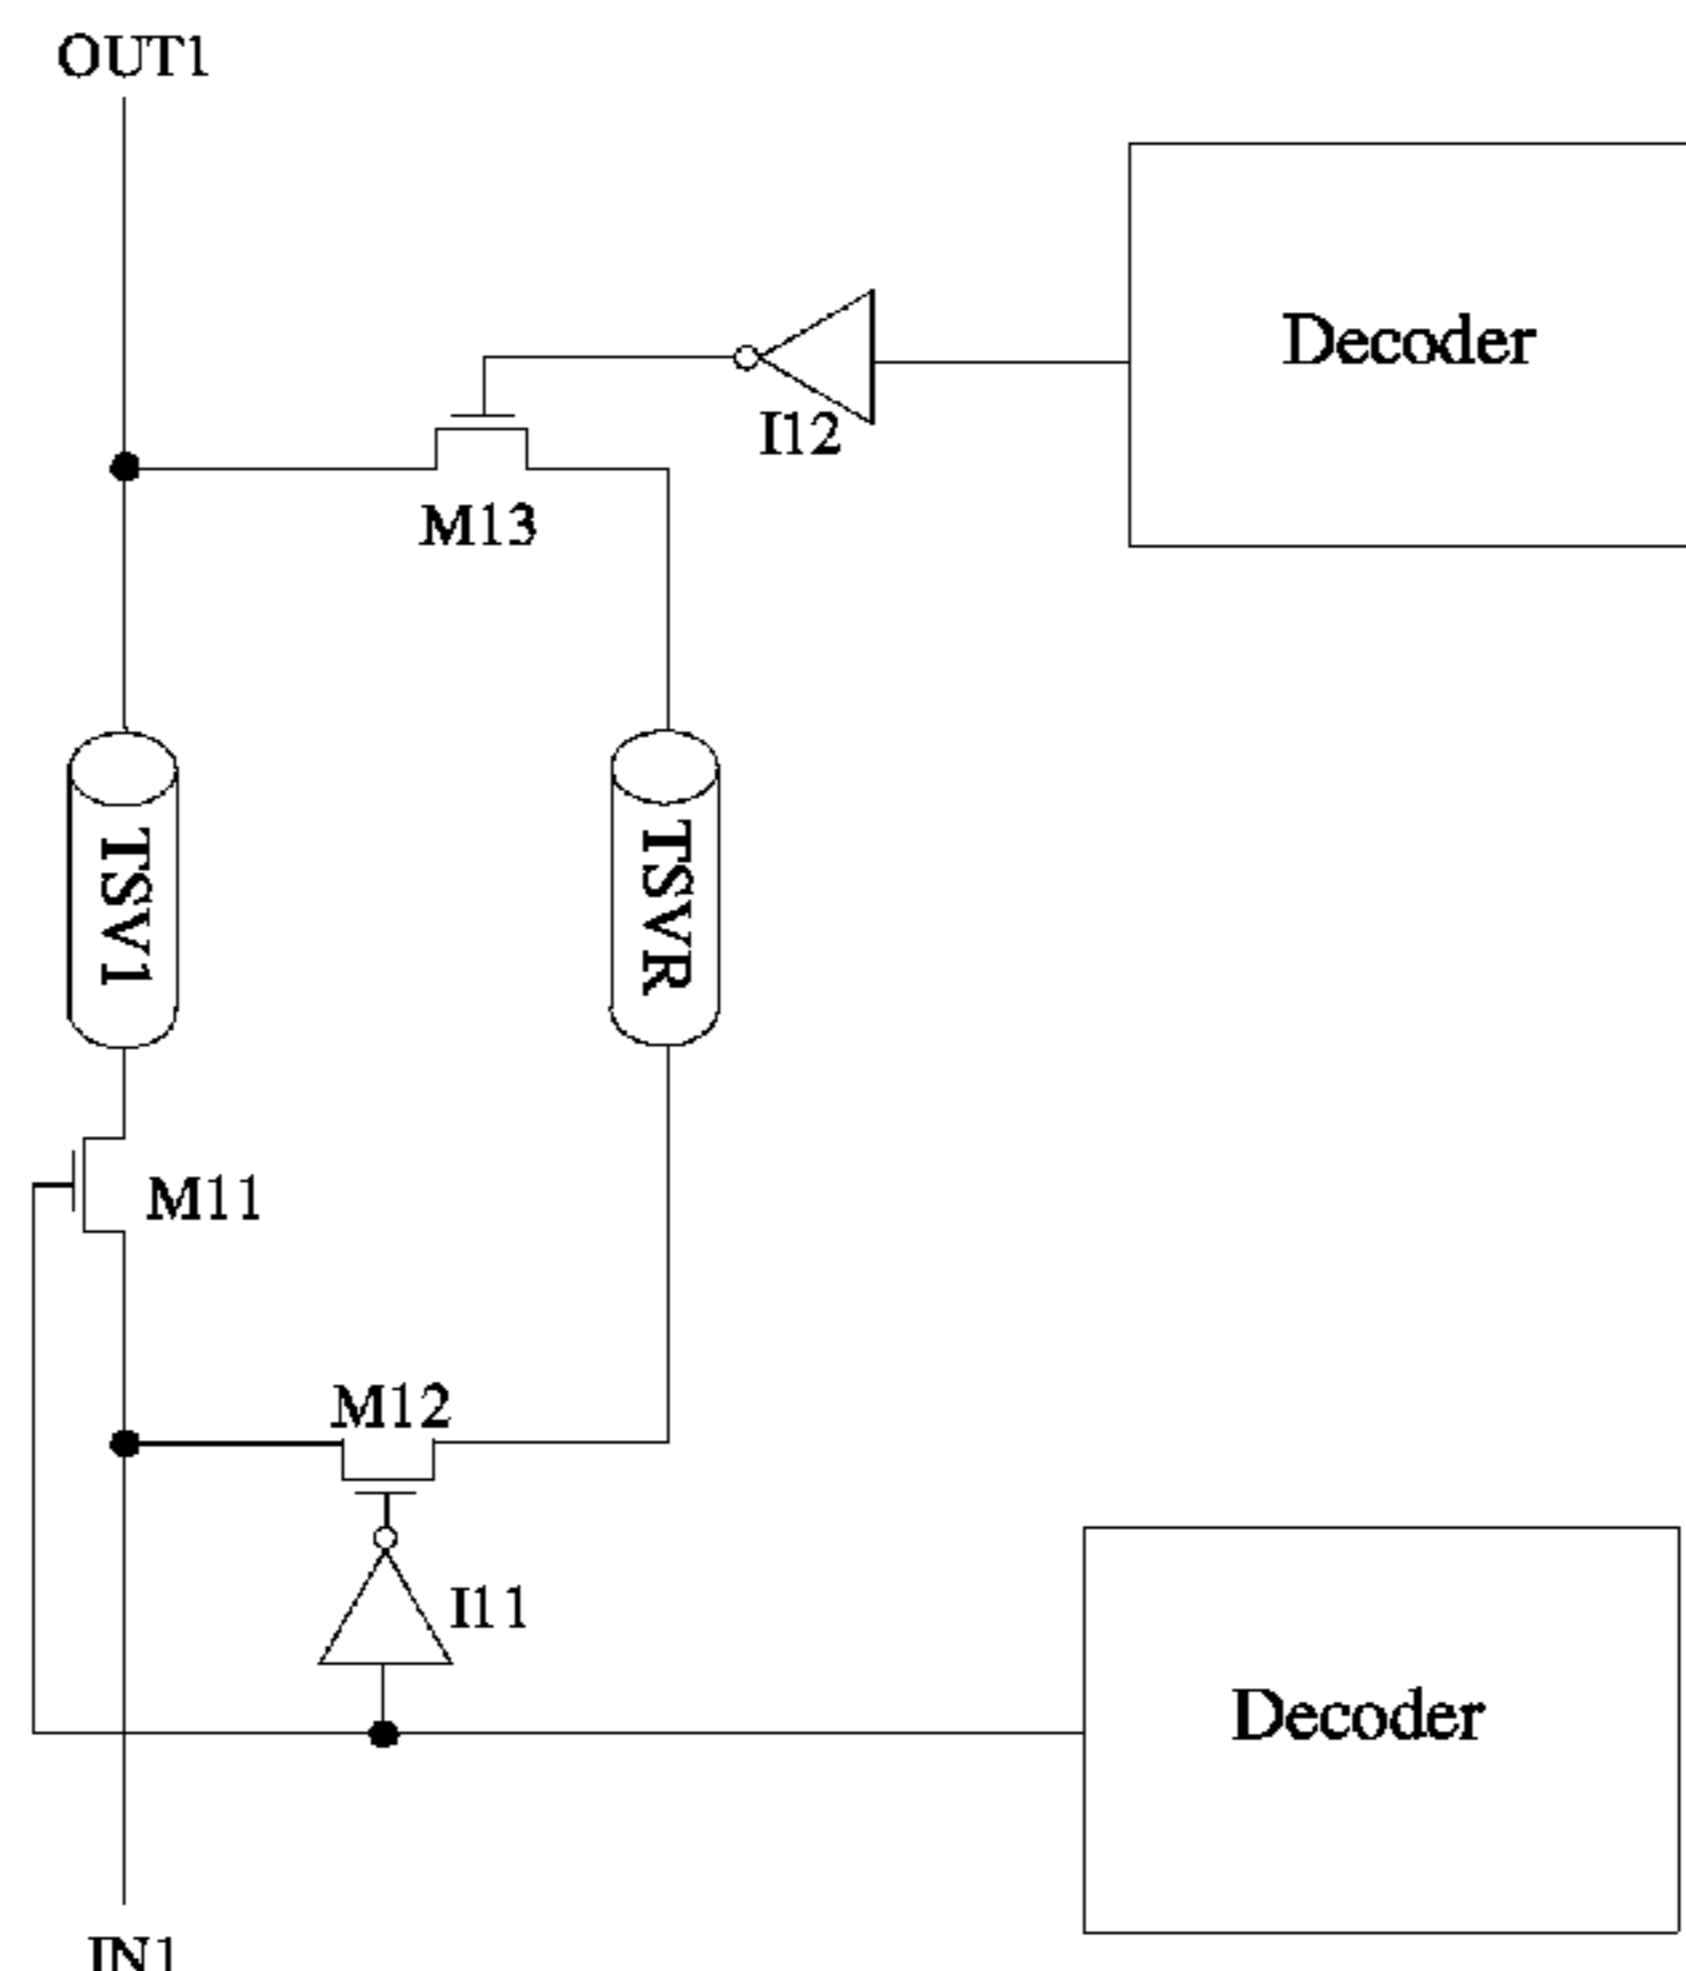 OUT1
Decoder
I12
M13
TSV1
TSVR
M11
M12
I11
Decoder
IN1